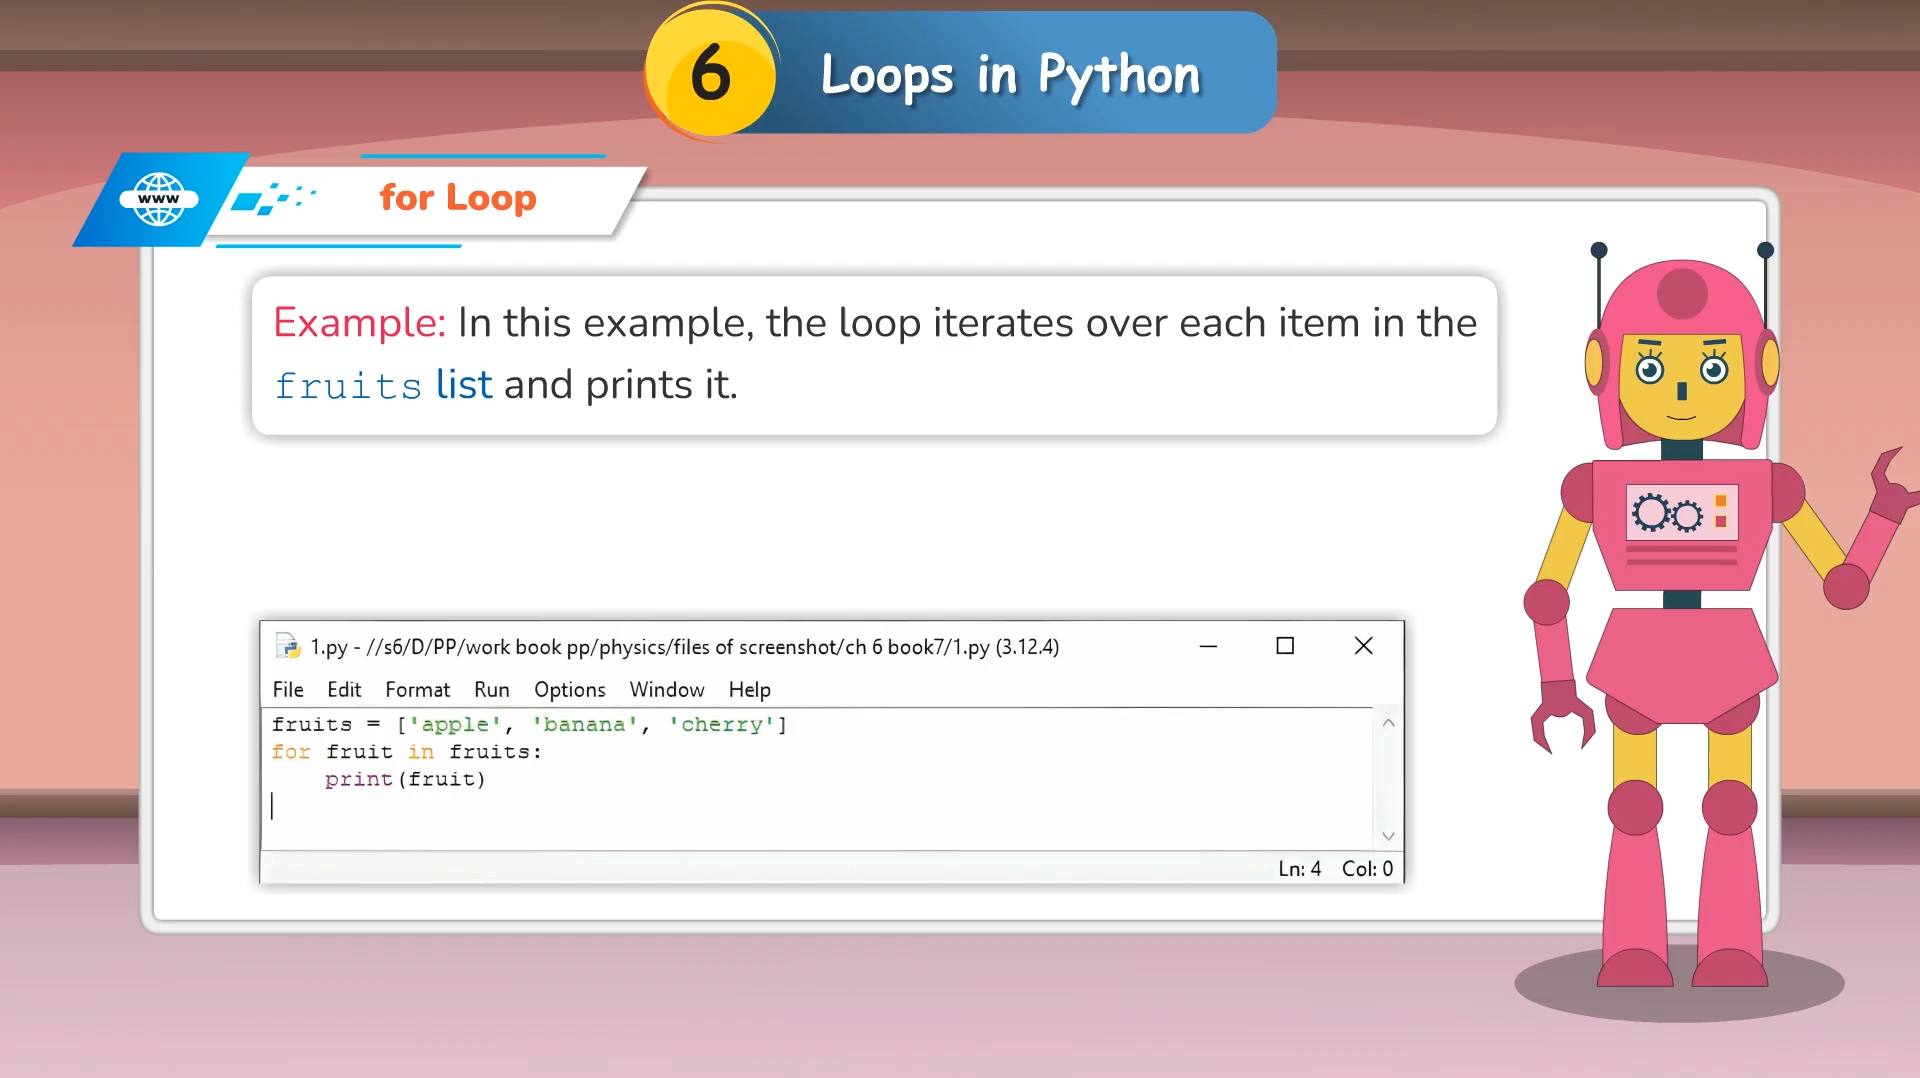 6 Loops in Python
www for Loop
Example: In this example, the loop iterates over each item in the
fruits list and prints it.
1.py - //s6/D/PP/work book pp/physics/files of screenshot/ch 6 book7/1.py (3.12.4)
File Edit Format Run Options Window Help
fruits = ['apple', 'banana', 'cherry']
for fruit in fruits:
    print(fruit)
Ln: 4 Col: 0